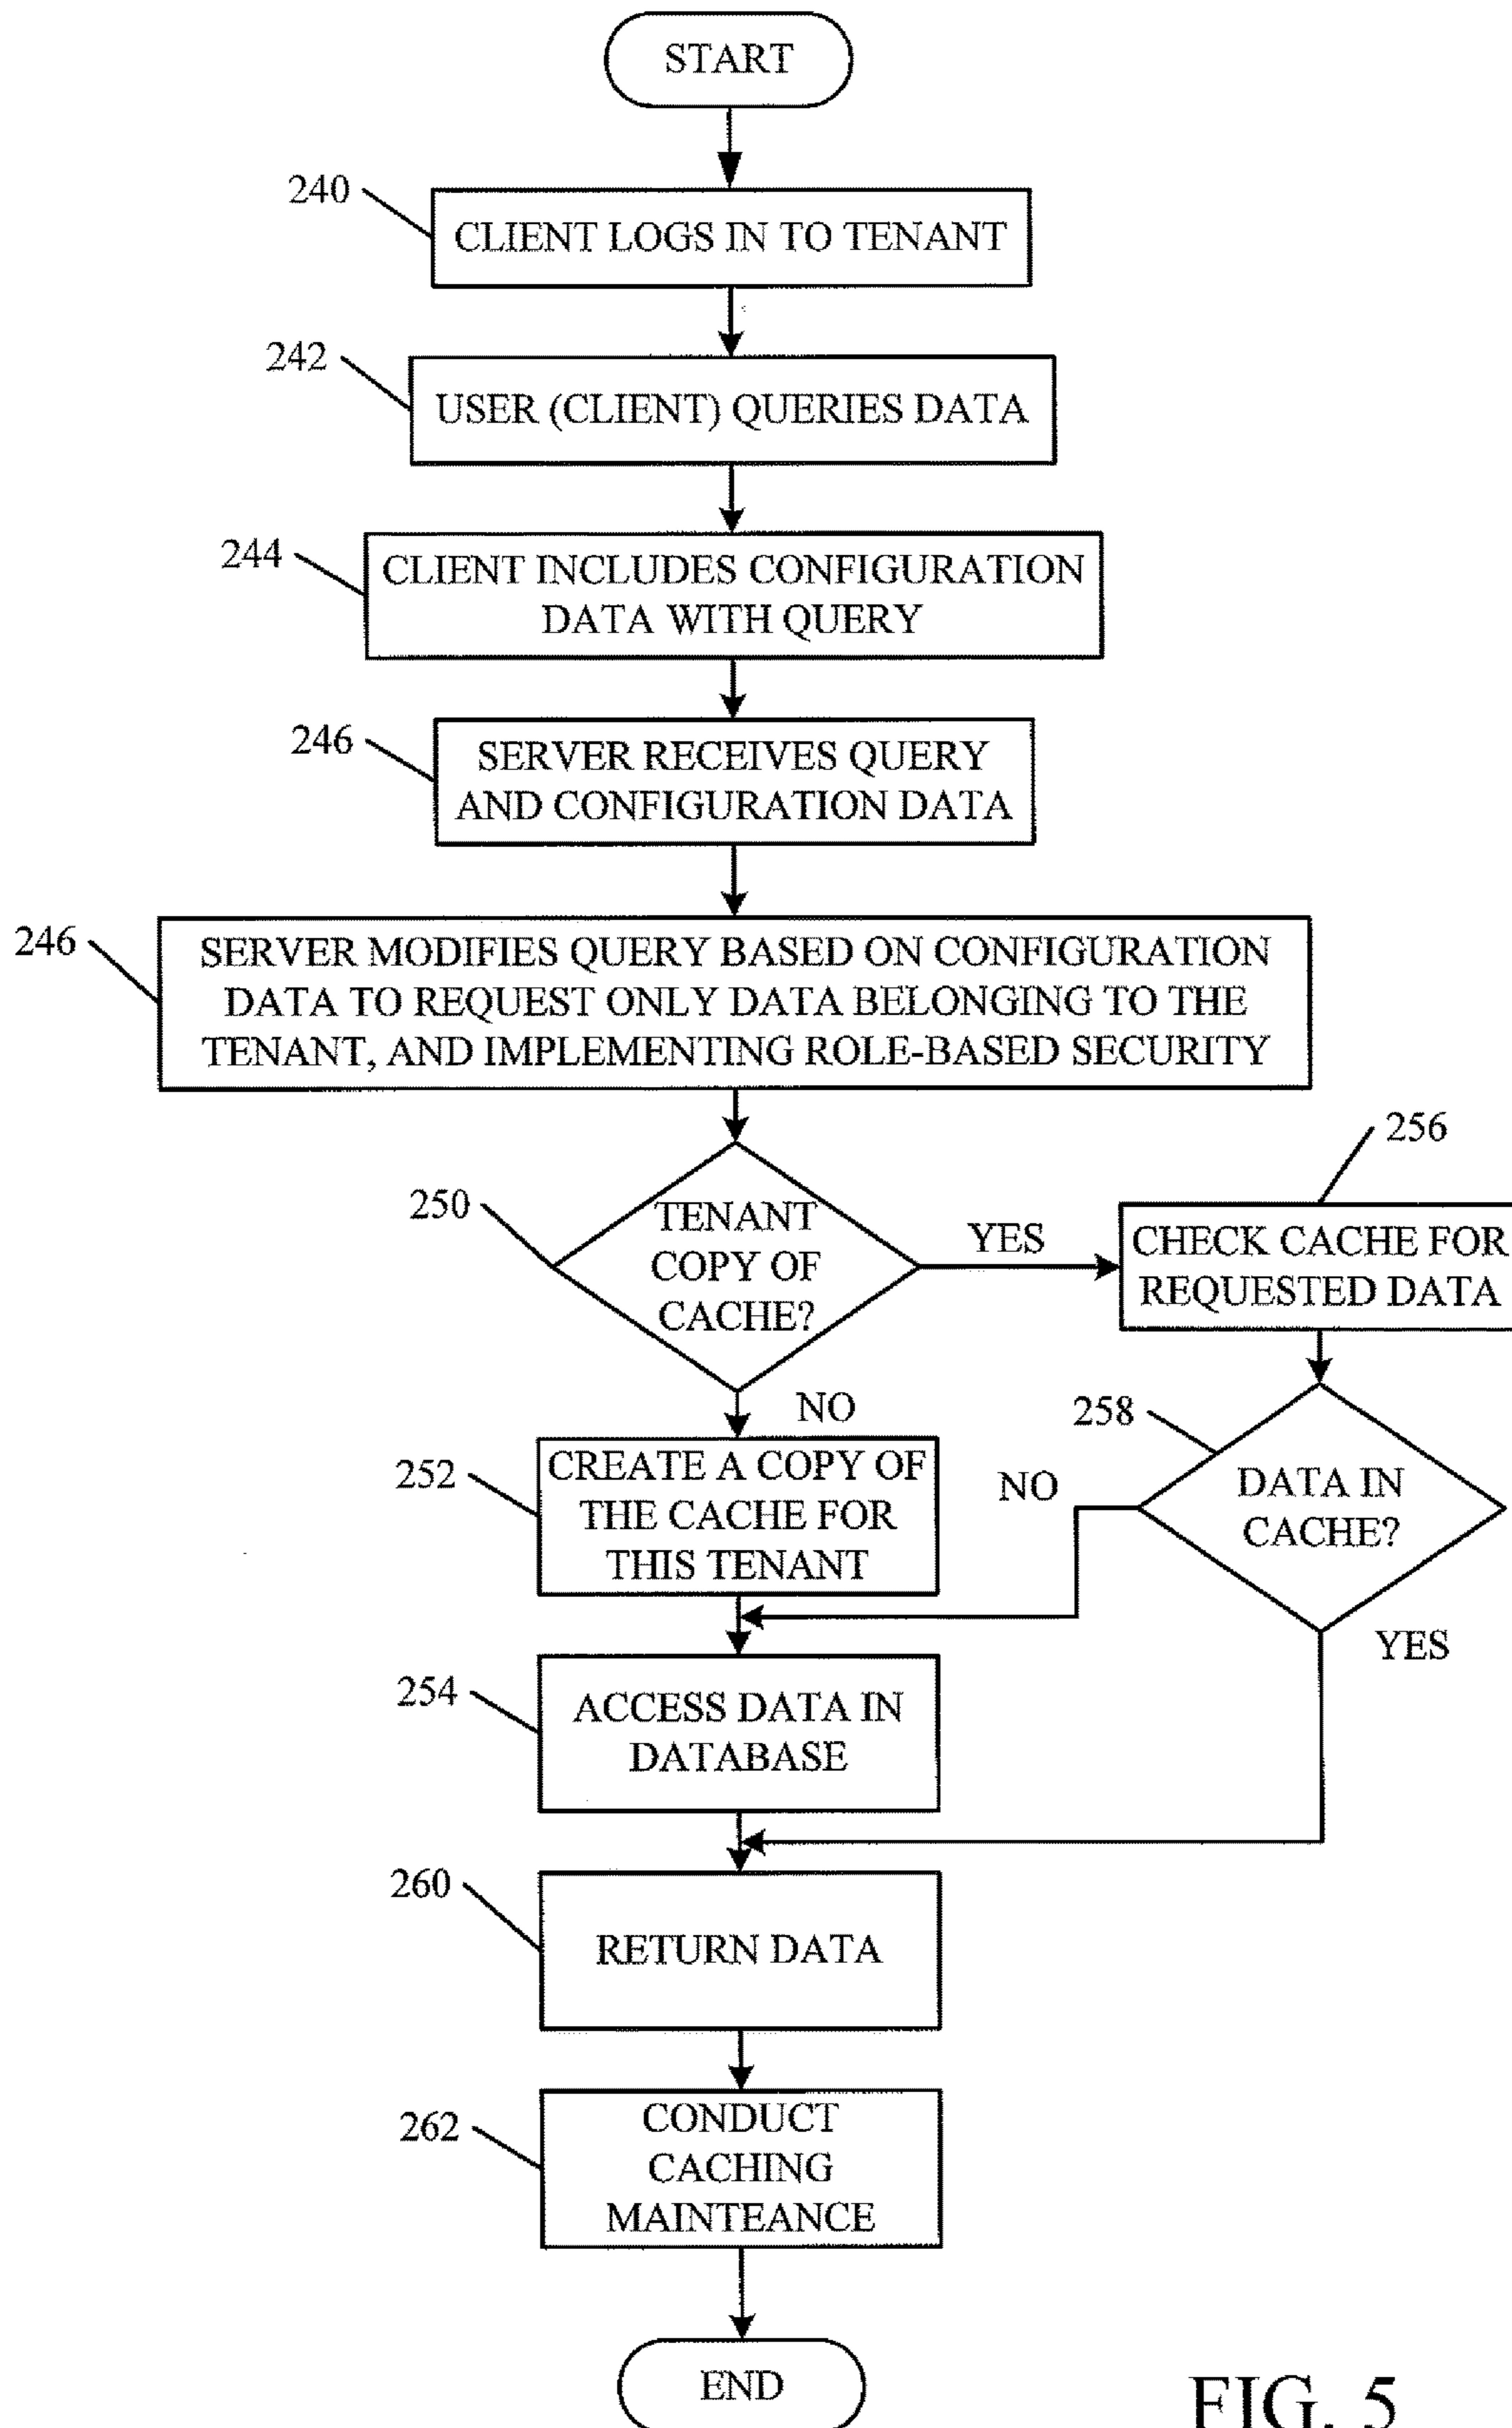 START
240
CLIENT LOGS IN TO TENANT
242
USER (CLIENT) QUERIES DATA
244
CLIENT INCLUDES CONFIGURATION
DATA WITH QUERY
246
SERVER RECEIVES QUERY
AND CONFIGURATION DATA
246
SERVER MODIFIES QUERY BASED ON CONFIGURATION
DATA TO REQUEST ONLY DATA BELONGING TO THE
TENANT, AND IMPLEMENTING ROLE-BASED SECURITY
250
TENANT
COPY OF
CACHE?
YES
256
CHECK CACHE FOR
REQUESTED DATA
NO
252
CREATE A COPY OF
THE CACHE FOR
THIS TENANT
258
DATA IN
CACHE?
NO
YES
254
ACCESS DATA IN
DATABASE
260
RETURN DATA
262
CONDUCT
CACHING
MAINTEANCE
END
FIG. 5